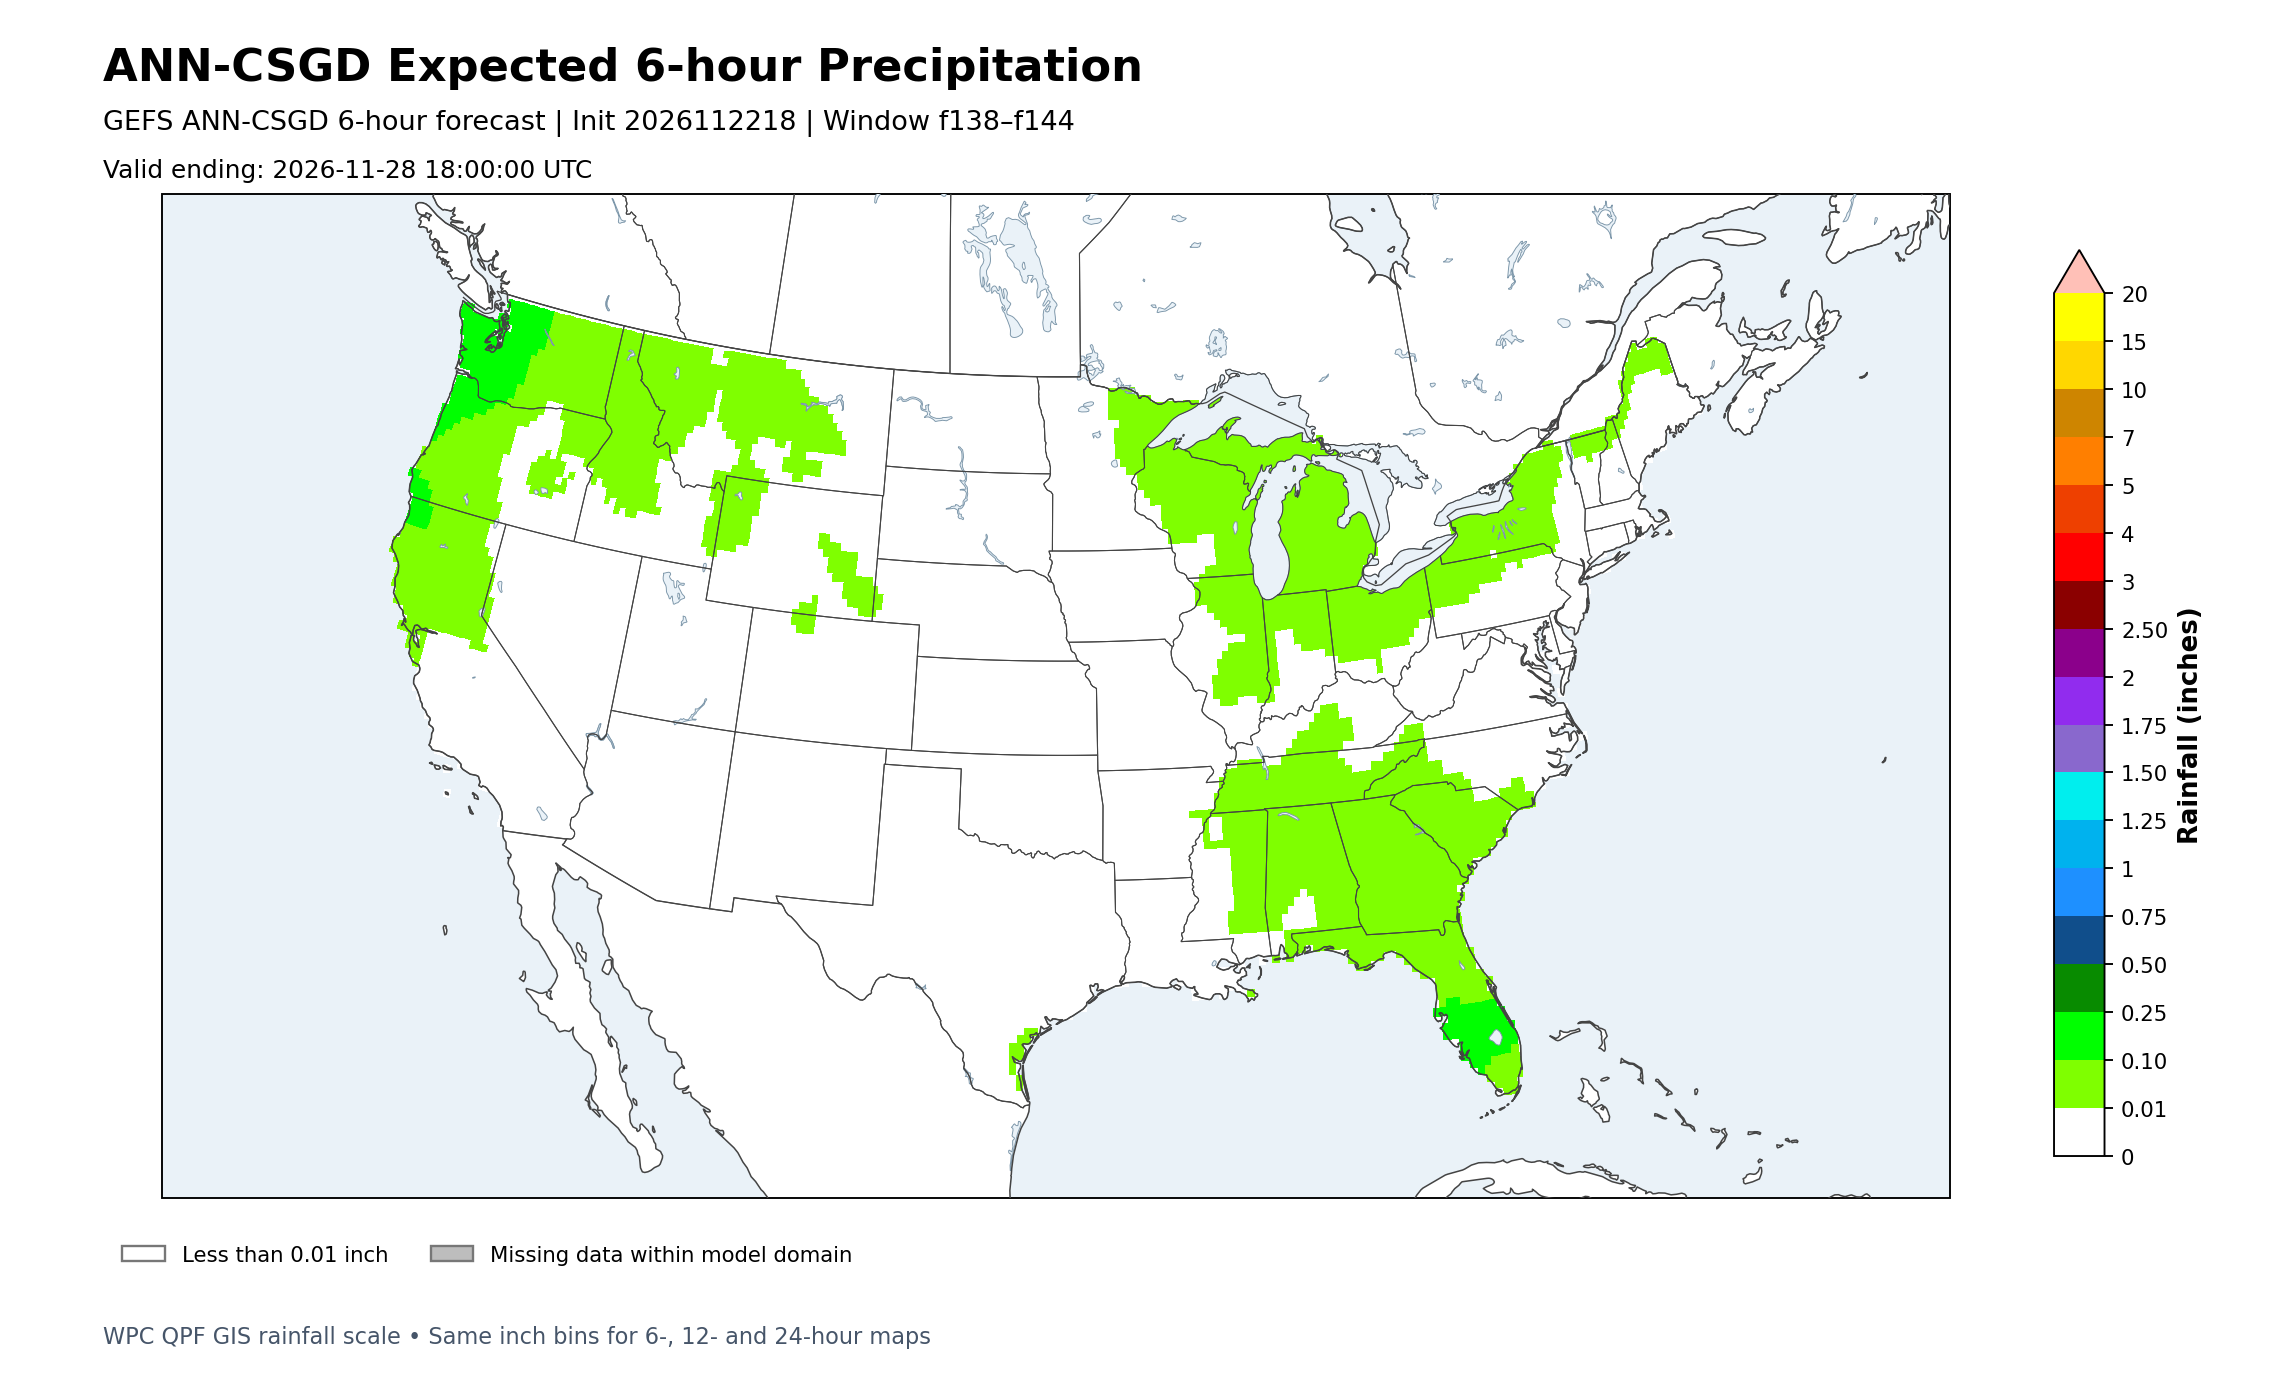 ANN-CSGD Expected 6-hour Precipitation
GEFS ANN-CSGD 6-hour forecast | Init 2026112218 | Window f138–f144
Valid ending: 2026-11-28 18:00:00 UTC
20
15
10
7
5
4
3
2.50
2
1.75
1.50
1.25
1
0.75
0.50
0.25
0.10
0.01
0
Rainfall (inches)
Less than 0.01 inch
Missing data within model domain
WPC QPF GIS rainfall scale • Same inch bins for 6-, 12- and 24-hour maps